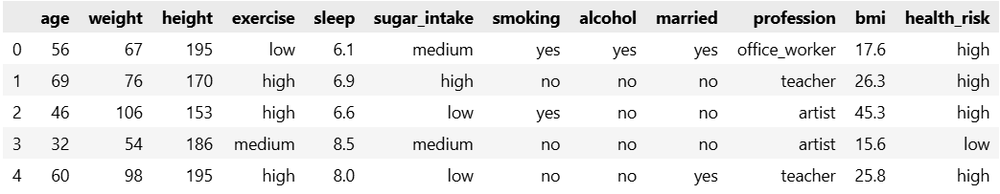 age weight height exercise sleep sugar_intake smoking alcohol married profession bmi health_risk
0 56 67 195 low 6.1 medium yes yes yes office_worker 17.6 high
1 69 76 170 high 6.9 high no no no teacher 26.3 high
2 46 106 153 high 6.6 low yes no no artist 45.3 high
3 32 54 186 medium 8.5 medium no no no artist 15.6 low
4 60 98 195 high 8.0 low no no yes teacher 25.8 high